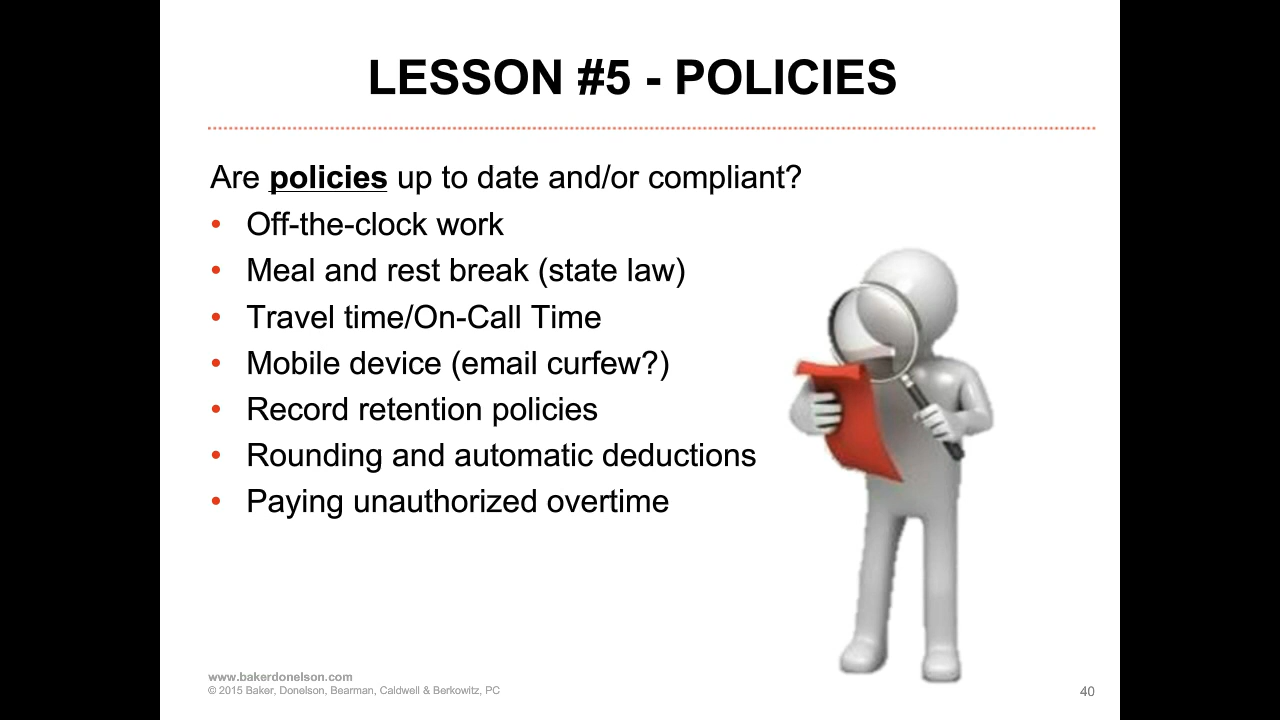 LESSON #5 - POLICIES
Are policies up to date and/or compliant?
• Off-the-clock work
• Meal and rest break (state law)
• Travel time/On-Call Time
• Mobile device (email curfew?)
• Record retention policies
• Rounding and automatic deductions
• Paying unauthorized overtime
www.bakerdonelson.com
© 2015 Baker, Donelson, Bearman, Caldwell & Berkowitz, PC
40